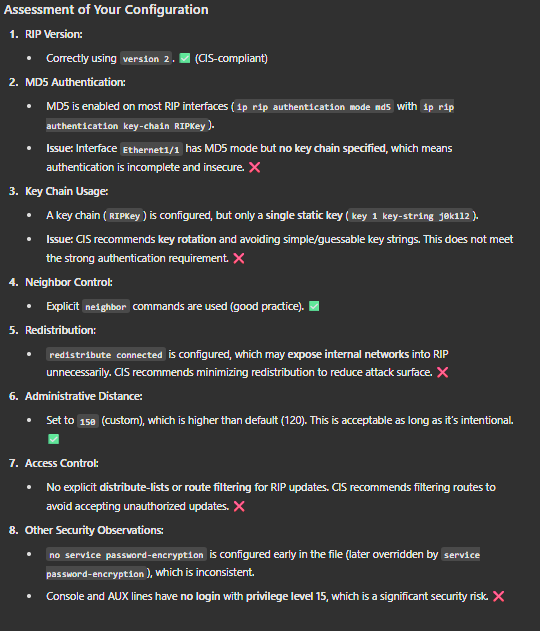 Assessment of Your Configuration
1. RIP Version:
• Correctly using version 2. ✅ (CIS-compliant)
2. MD5 Authentication:
• MD5 is enabled on most RIP interfaces (ip rip authentication mode md5 with ip rip
authentication key-chain RIPKey).
• Issue: Interface Ethernet1/1 has MD5 mode but no key chain specified, which means
authentication is incomplete and insecure. ❌
3. Key Chain Usage:
• A key chain (RIPKey) is configured, but only a single static key (key 1 key-string j0k1l2).
• Issue: CIS recommends key rotation and avoiding simple/guessable key strings. This does not meet
the strong authentication requirement. ❌
4. Neighbor Control:
• Explicit neighbor commands are used (good practice). ✅
5. Redistribution:
• redistribute connected is configured, which may expose internal networks into RIP
unnecessarily. CIS recommends minimizing redistribution to reduce attack surface. ❌
6. Administrative Distance:
• Set to 150 (custom), which is higher than default (120). This is acceptable as long as it's intentional.
✅
7. Access Control:
• No explicit distribute-lists or route filtering for RIP updates. CIS recommends filtering routes to
avoid accepting unauthorized updates. ❌
8. Other Security Observations:
• no service password-encryption is configured early in the file (later overridden by service
password-encryption), which is inconsistent.
• Console and AUX lines have no login with privilege level 15, which is a significant security risk. ❌